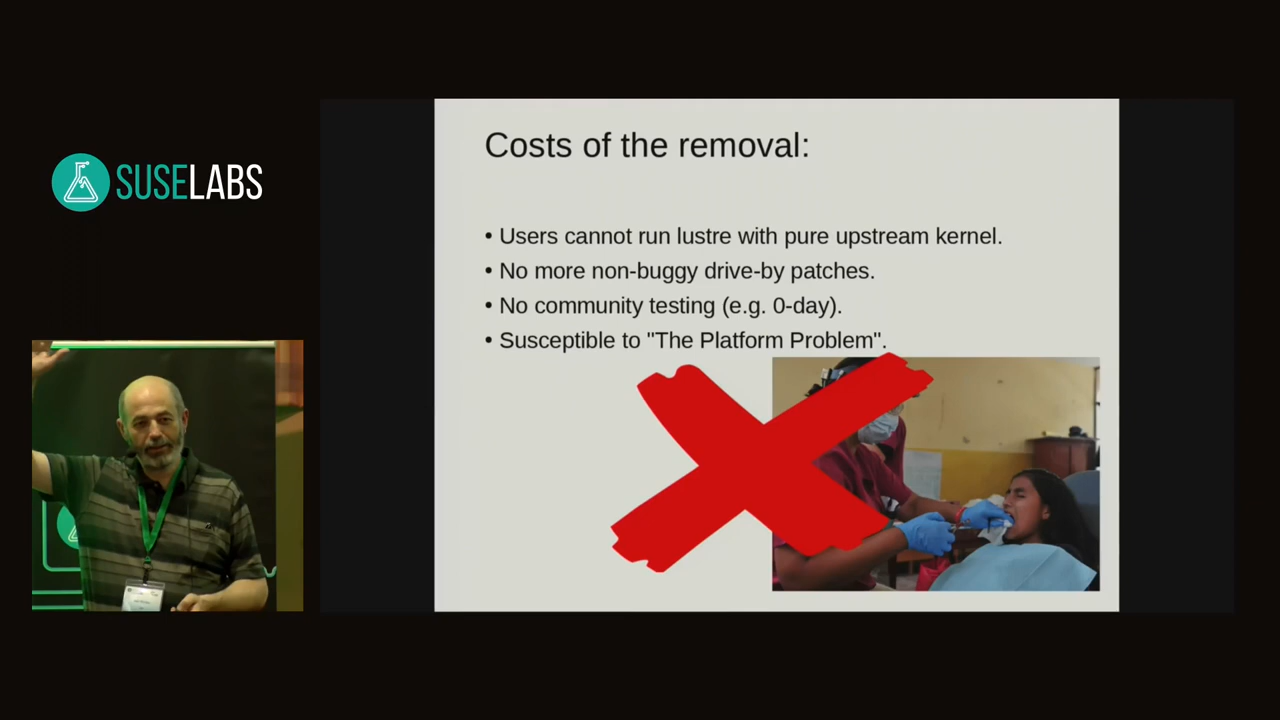 SUSELABS
Costs of the removal:
• Users cannot run lustre with pure upstream kernel.
• No more non-buggy drive-by patches.
• No community testing (e.g. 0-day).
• Susceptible to "The Platform Problem".